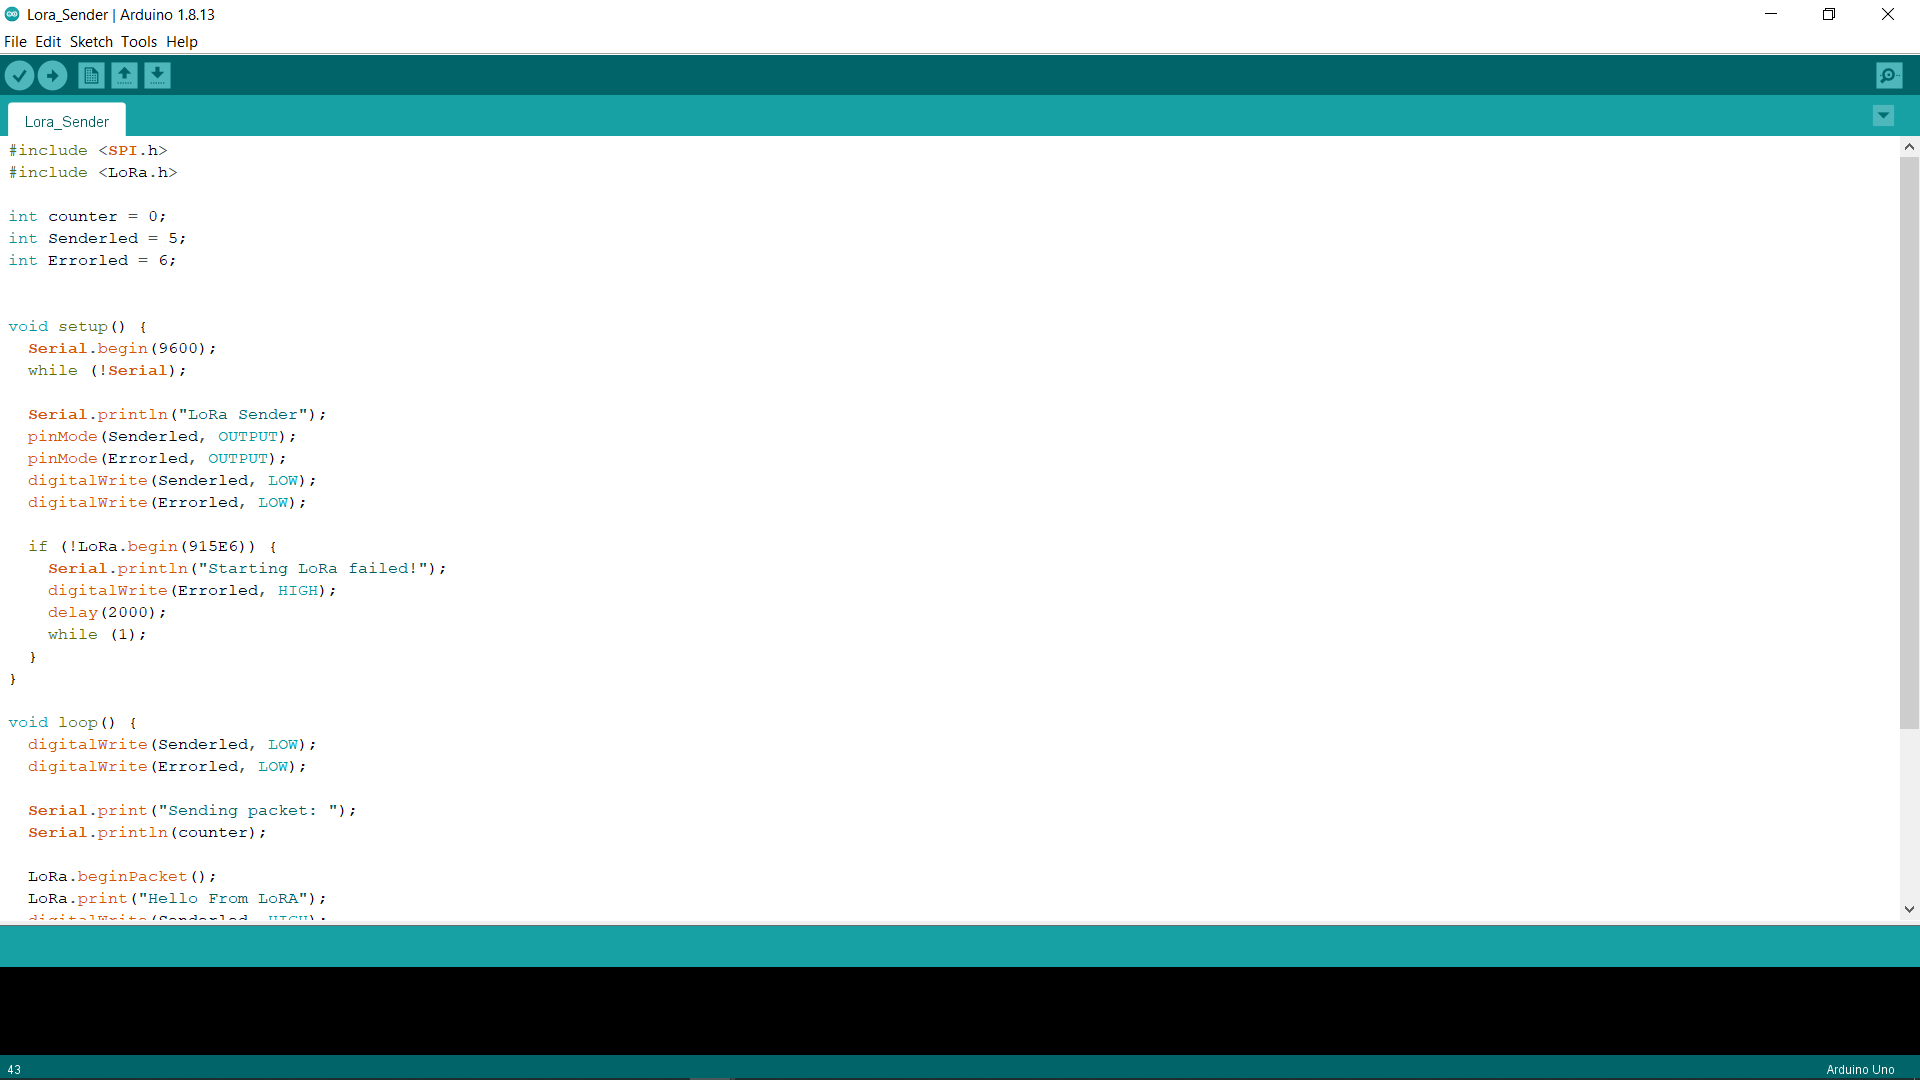 Lora_Sender | Arduino 1.8.13
File Edit Sketch Tools Help
Lora_Sender
#include <SPI.h>
#include <LoRa.h>
int counter = 0;
int Senderled = 5;
int Errorled = 6;
void setup() {
  Serial.begin(9600);
  while (!Serial);
  Serial.println("LoRa Sender");
  pinMode(Senderled, OUTPUT);
  pinMode(Errorled, OUTPUT);
  digitalWrite(Senderled, LOW);
  digitalWrite(Errorled, LOW);
  if (!LoRa.begin(915E6)) {
    Serial.println("Starting LoRa failed!");
    digitalWrite(Errorled, HIGH);
    delay(2000);
    while (1);
  }
}
void loop() {
  digitalWrite(Senderled, LOW);
  digitalWrite(Errorled, LOW);
  Serial.print("Sending packet: ");
  Serial.println(counter);
  LoRa.beginPacket();
  LoRa.print("Hello From LoRA");
  digitalWrite(Senderled, HIGH);
43
Arduino Uno